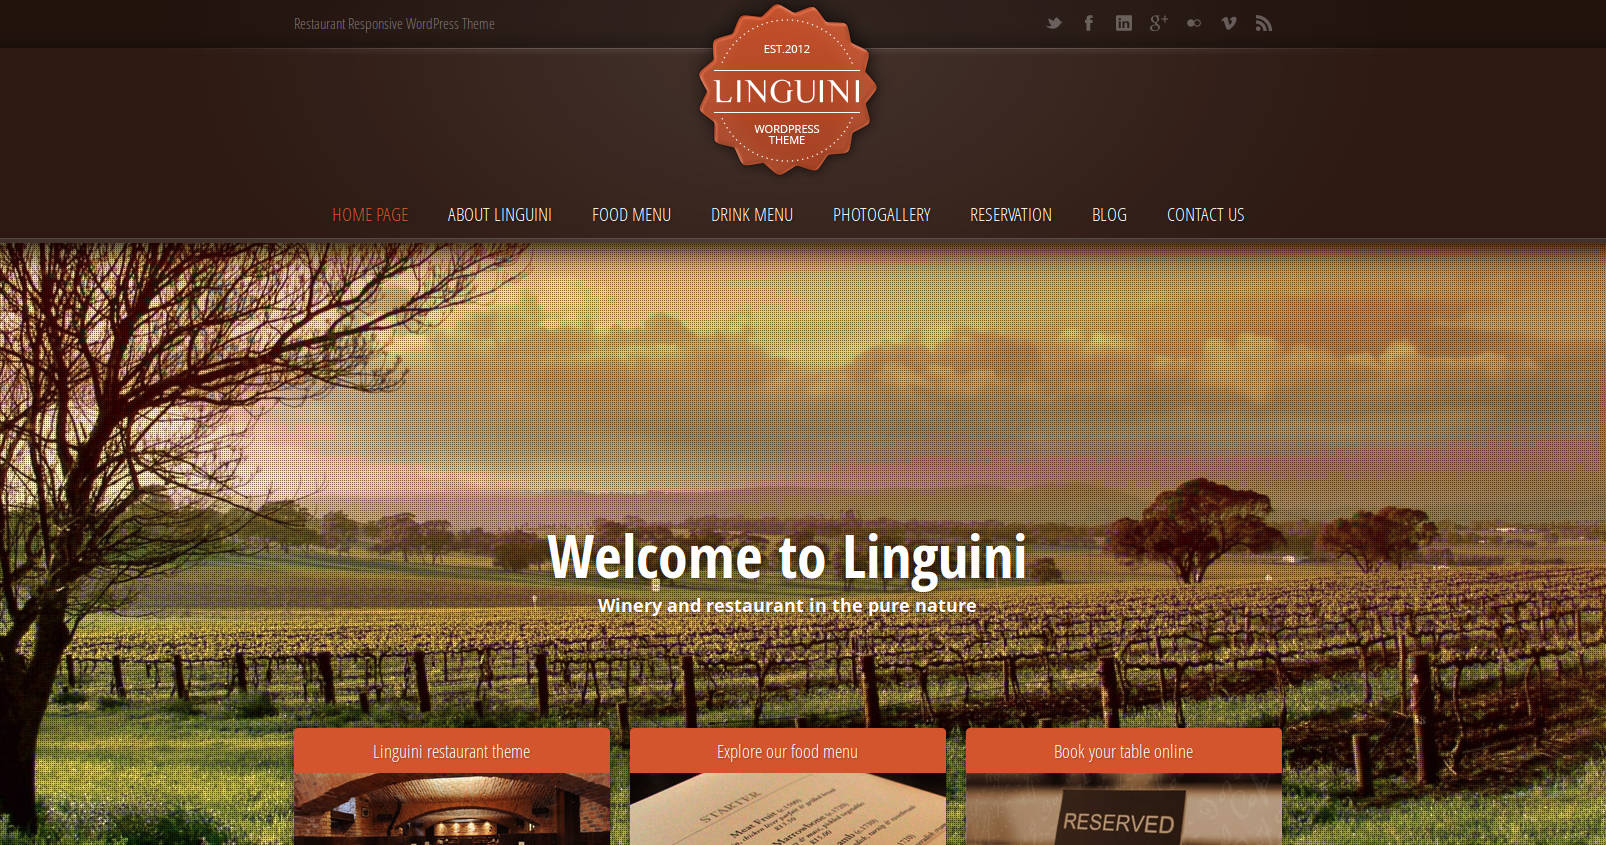 Restaurant Responsive WordPress Theme
EST.2012
LINGUINI
WORDPRESS
THEME
HOME PAGE
ABOUT LINGUINI
FOOD MENU
DRINK MENU
PHOTOGALLERY
RESERVATION
BLOG
CONTACT US
Welcome to Linguini
Winery and restaurant in the pure nature
Linguini restaurant theme
Explore our food menu
Book your table online
STARTER
RESERVED